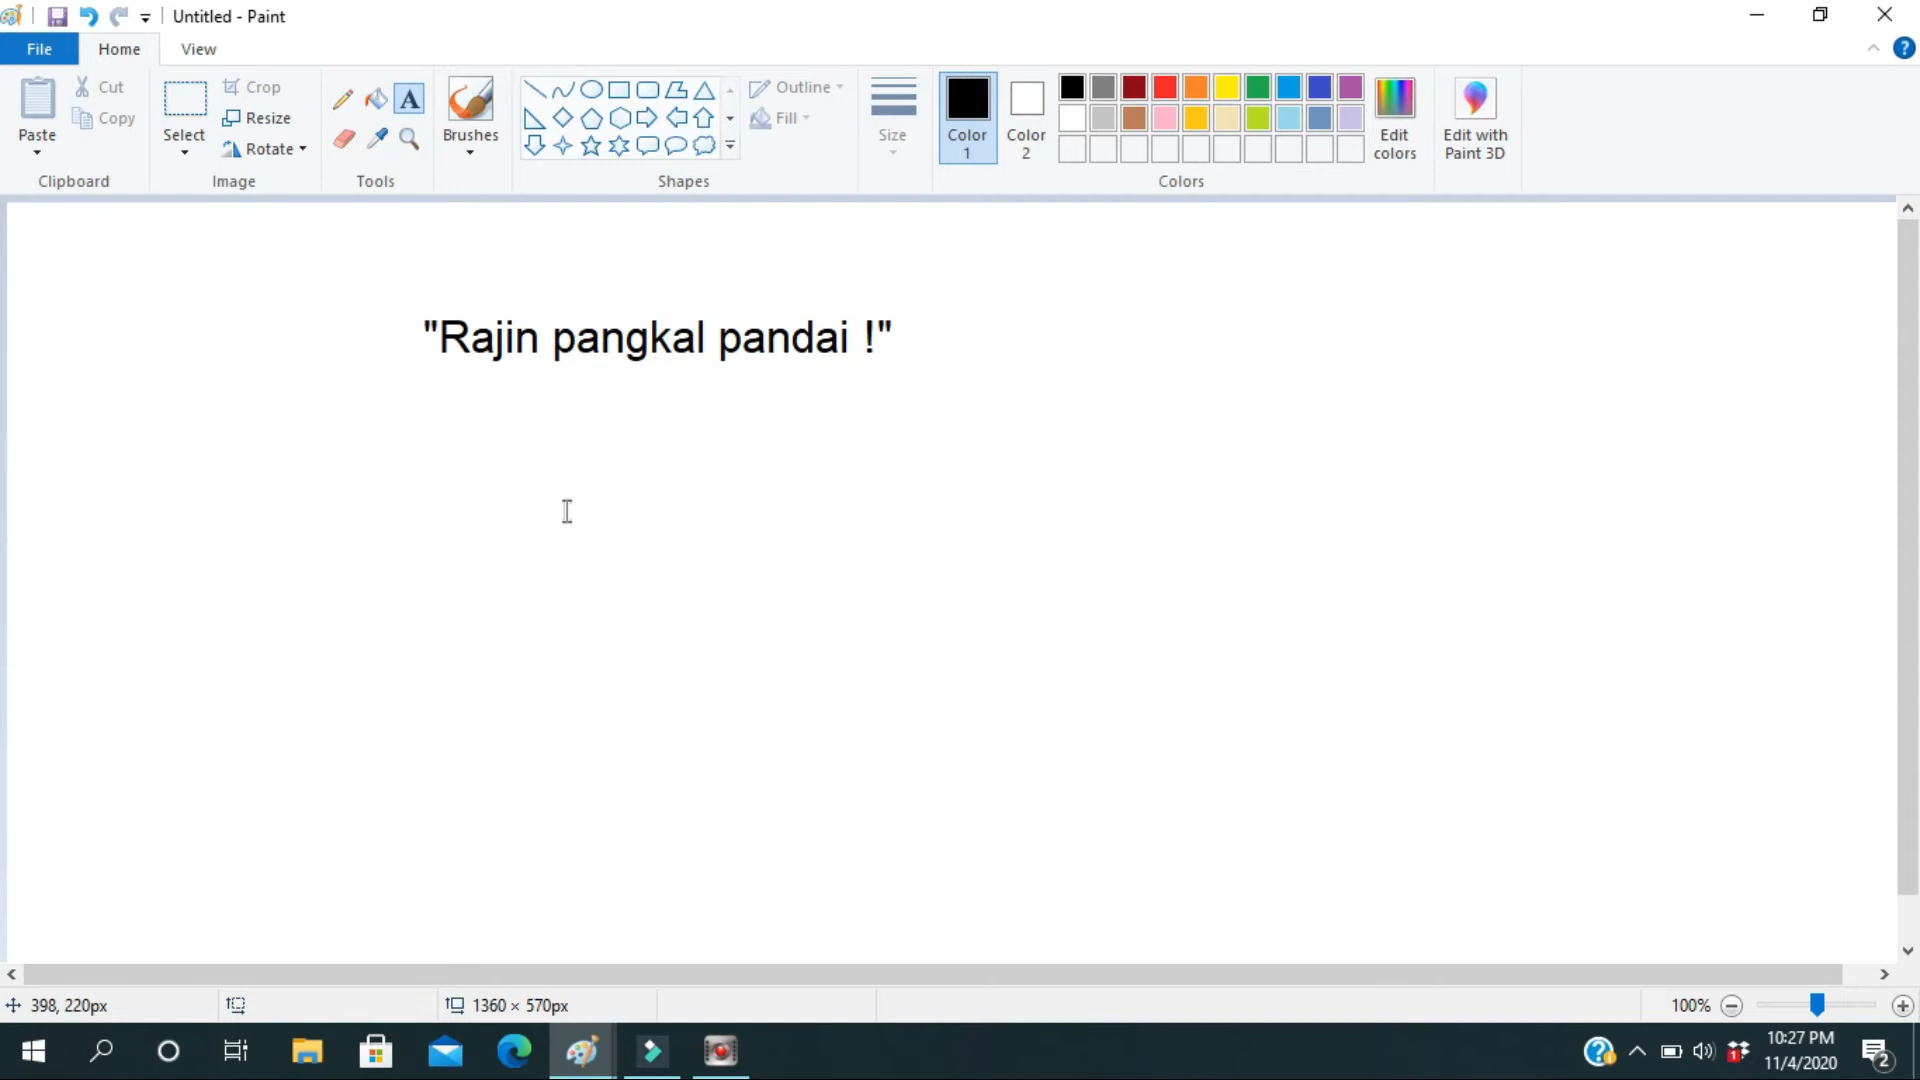 Untitled - Paint
File Home View
Paste
Cut
Copy
Clipboard
Select
Crop
Resize
Rotate
Image
A
Tools
Brushes
Shapes
Outline
Fill
Size
Color 1
Color 2
Edit colors
Colors
Edit with Paint 3D
"Rajin pangkal pandai !"
398, 220px
1360 × 570px
100%
10:27 PM
11/4/2020
1
2